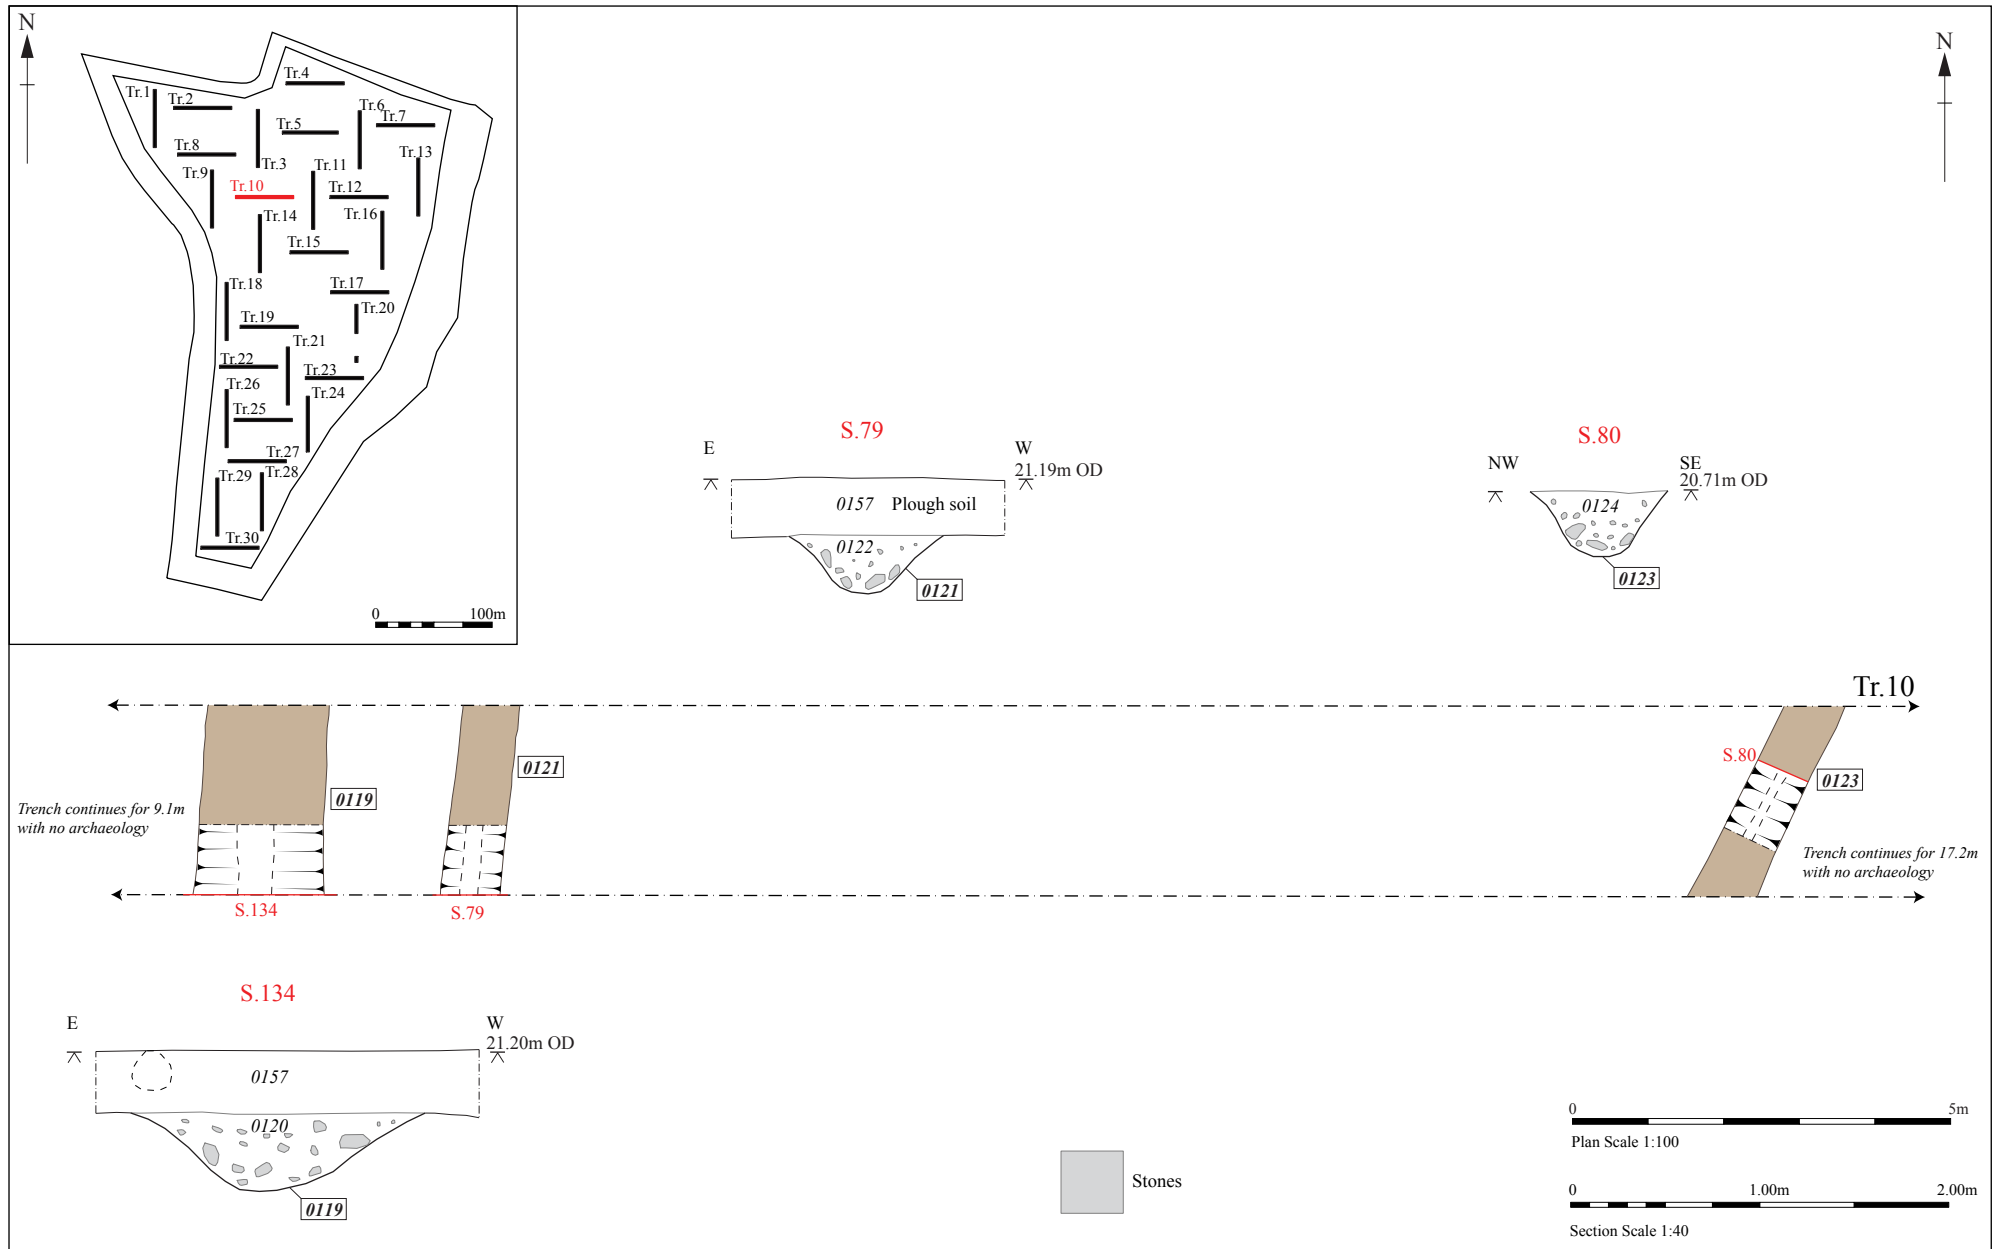 N
Tr.4
Tr.1
Tr.2
Tr.6
Tr.7
Tr.5
Tr.8
Tr.3
Tr.11
Tr.13
Tr.9
Tr.10
Tr.12
Tr.14
Tr.16
Tr.15
Tr.18
Tr.17
Tr.20
Tr.19
Tr.21
Tr.22
Tr.23
Tr.26
Tr.24
Tr.25
Tr.27
Tr.29
Tr.28
Tr.30
0 100m
N
S.79
E W
21.19m OD
0157 Plough soil
0122
0121
S.80
NW SE
20.71m OD
0124
0123
Tr.10
0121
0119
S.80
0123
Trench continues for 9.1m
with no archaeology
Trench continues for 17.2m
with no archaeology
S.134
S.79
S.134
E W
21.20m OD
0157
0120
0119
Stones
0 5m
Plan Scale 1:100
0 1.00m 2.00m
Section Scale 1:40